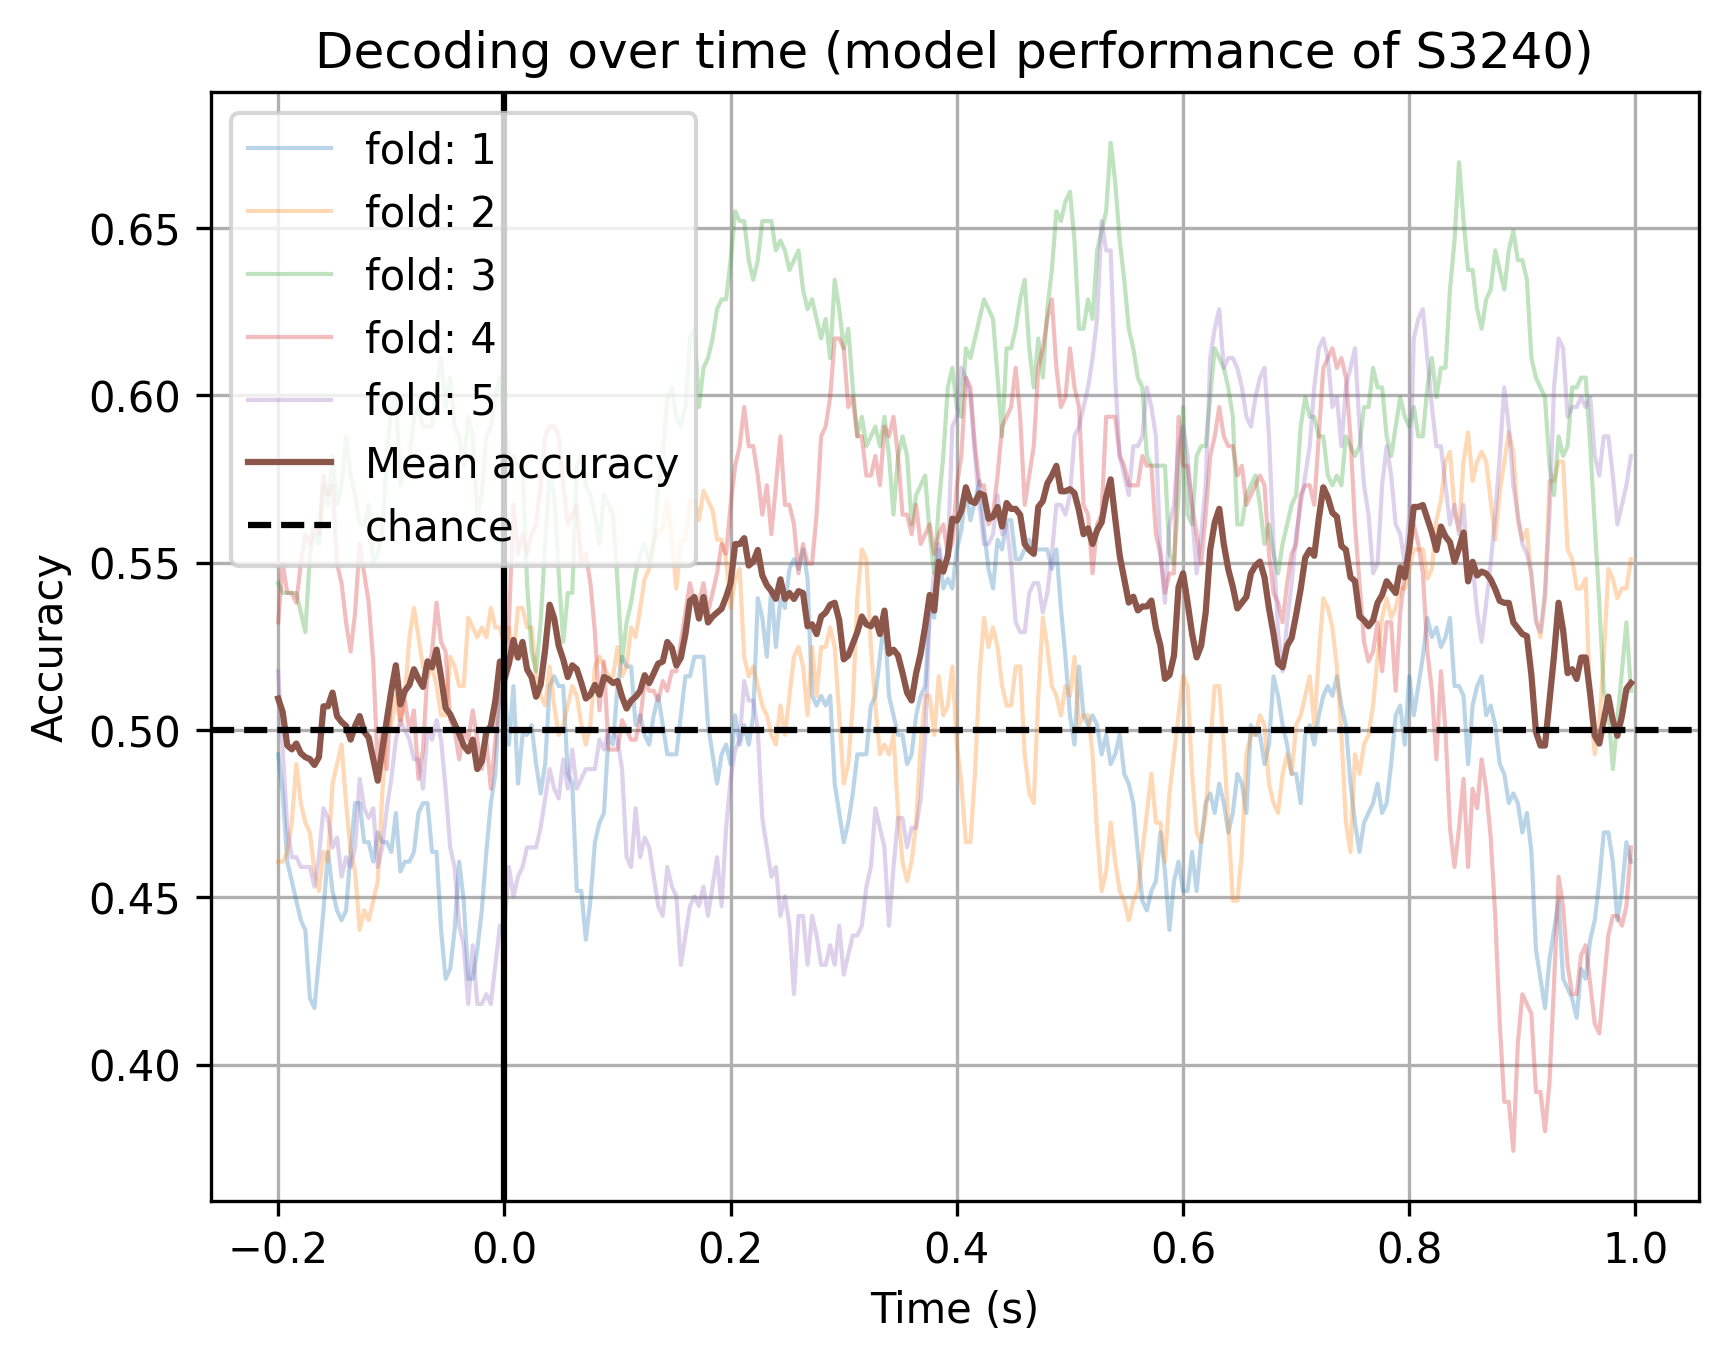 Decoding over time (model performance of S3240)
fold: 1
fold: 2
fold: 3
fold: 4
fold: 5
Mean accuracy
chance
Accuracy
0.65
0.60
0.55
0.50
0.45
0.40
−0.2 0.0 0.2 0.4 0.6 0.8 1.0
Time (s)